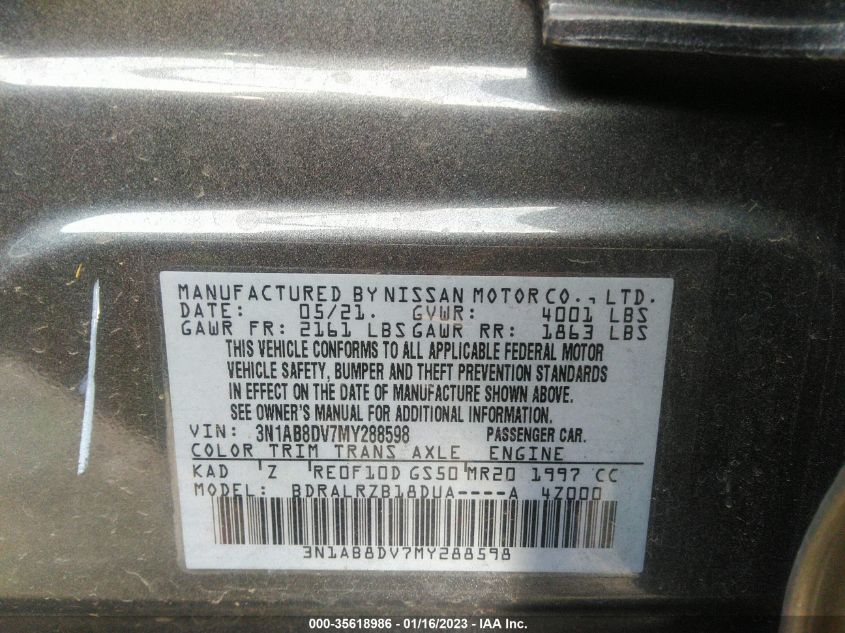 MANUFACTURED BY NISSAN MOTOR CO., LTD.
DATE: 05/21. GVWR: 4001 LBS
GAWR FR: 2161 LBS GAWR RR: 1863 LBS
THIS VEHICLE CONFORMS TO ALL APPLICABLE FEDERAL MOTOR
VEHICLE SAFETY, BUMPER AND THEFT PREVENTION STANDARDS
IN EFFECT ON THE DATE OF MANUFACTURE SHOWN ABOVE.
SEE OWNER'S MANUAL FOR ADDITIONAL INFORMATION.
VIN: 3N1AB8DV7MY288598 PASSENGER CAR.
COLOR TRIM TRANS AXLE ENGINE
KAD Z RE0F10D GS50 MR20 1997 CC
MODEL: BDRALRZB18DUA----A 4Z000
3N1AB8DV7MY288598
000-35618986 - 01/16/2023 - IAA Inc.